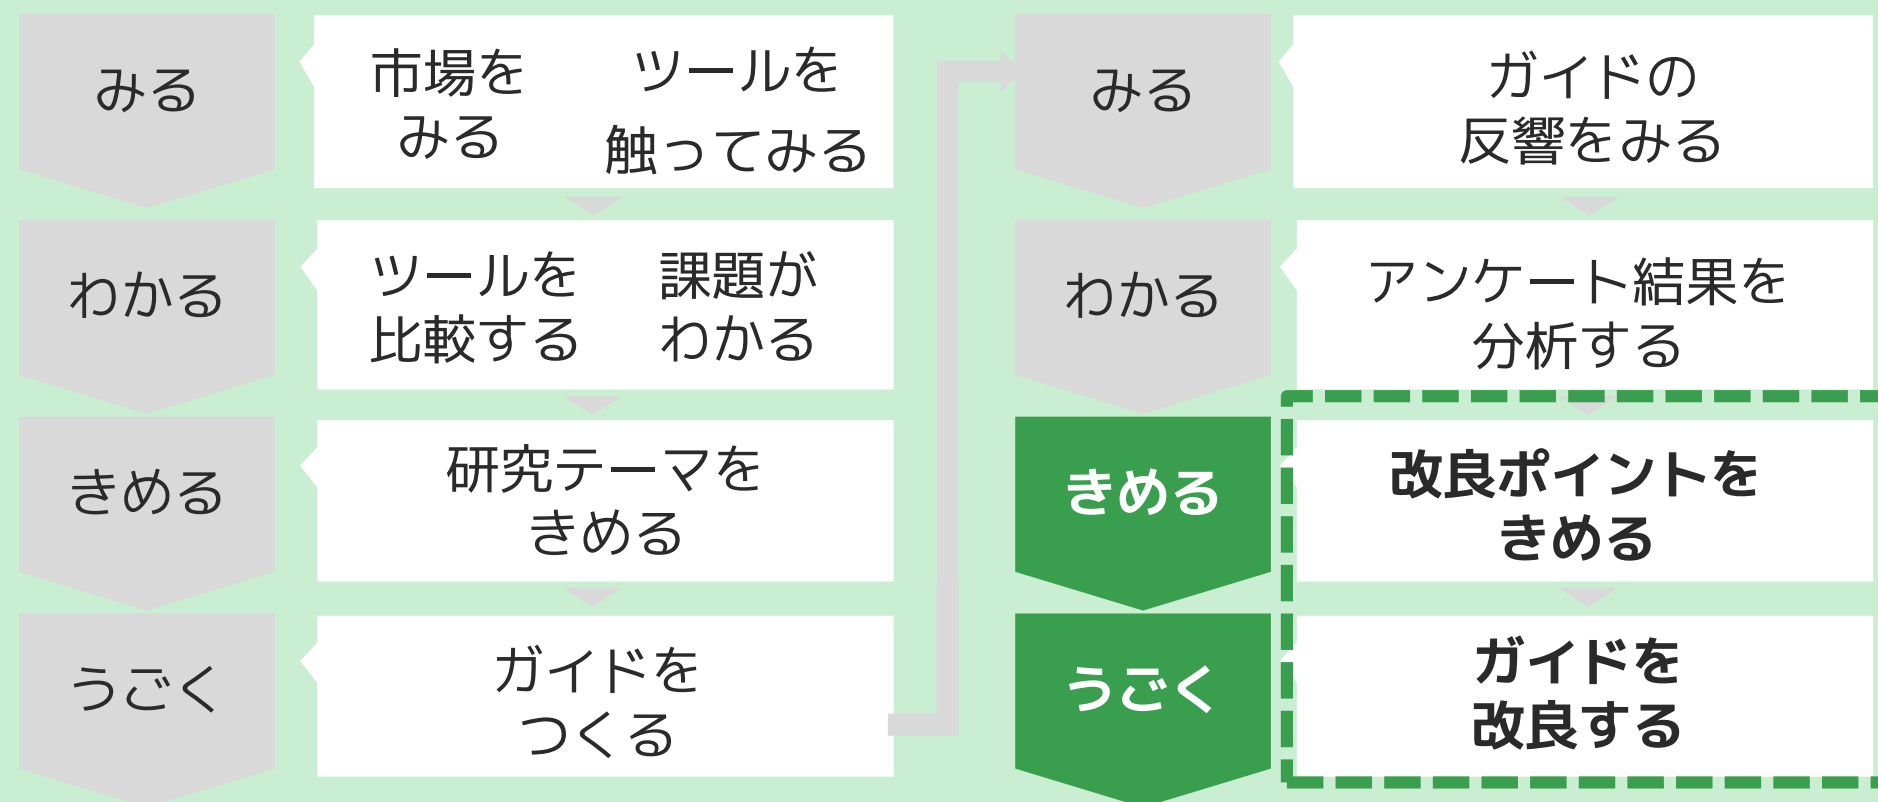 みる
市場を
みる
ツールを
触ってみる
わかる
ツールを
比較する
課題が
わかる
きめる
研究テーマを
きめる
うごく
ガイドを
つくる
みる
ガイドの
反響をみる
わかる
アンケート結果を
分析する
きめる
改良ポイントを
きめる
うごく
ガイドを
改良する